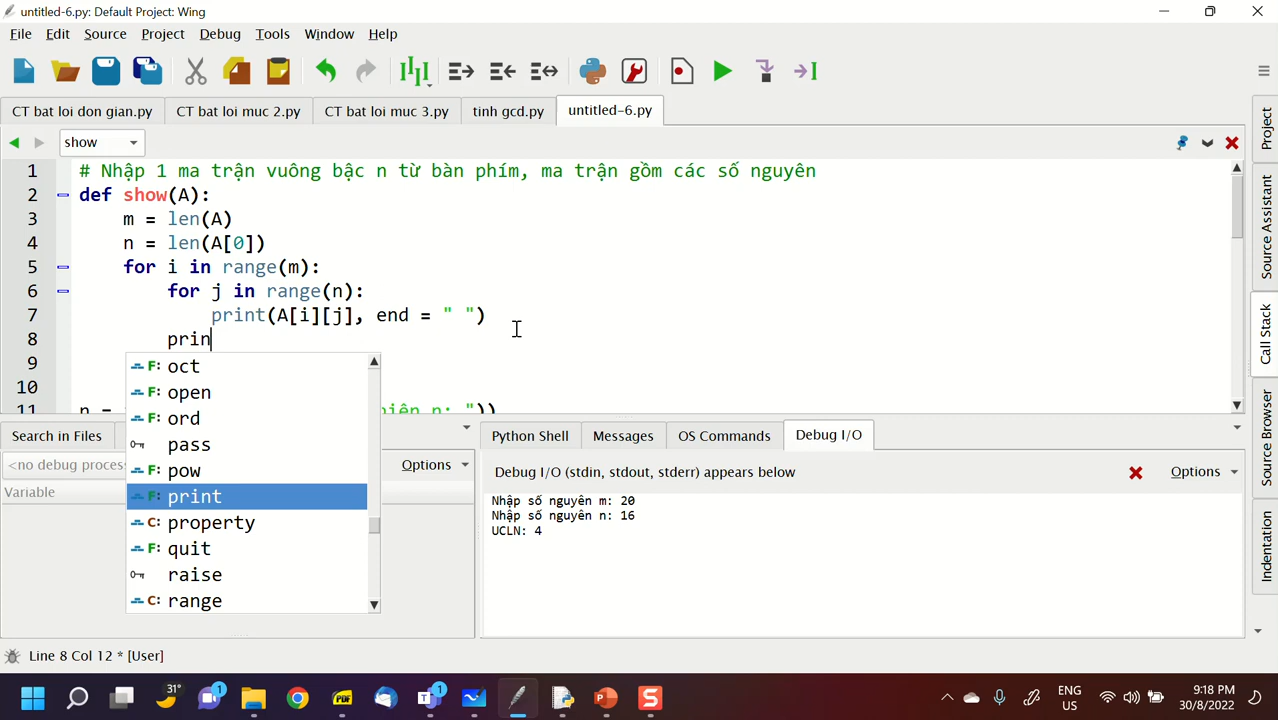 untitled-6.py: Default Project: Wing
File Edit Source Project Debug Tools Window Help
CT bat loi don gian.py CT bat loi muc 2.py CT bat loi muc 3.py tinh gcd.py untitled-6.py
show
1 # Nhập 1 ma trận vuông bậc n từ bàn phím, ma trận gồm các số nguyên
2 def show(A):
3 m = len(A)
4 n = len(A[0])
5 for i in range(m):
6 for j in range(n):
7 print(A[i][j], end = " ")
8 prin
9
10
11 n = iên n: "))
oct
open
ord
pass
pow
print
property
quit
raise
range
Search in Files
<no debug process
Options
Variable
Python Shell Messages OS Commands Debug I/O
Debug I/O (stdin, stdout, stderr) appears below
Options
Nhập số nguyên m: 20
Nhập số nguyên n: 16
UCLN: 4
Project
Source Assistant
Call Stack
Source Browser
Indentation
Line 8 Col 12 * [User]
31°
1
1
ENG
US
9:18 PM
30/8/2022